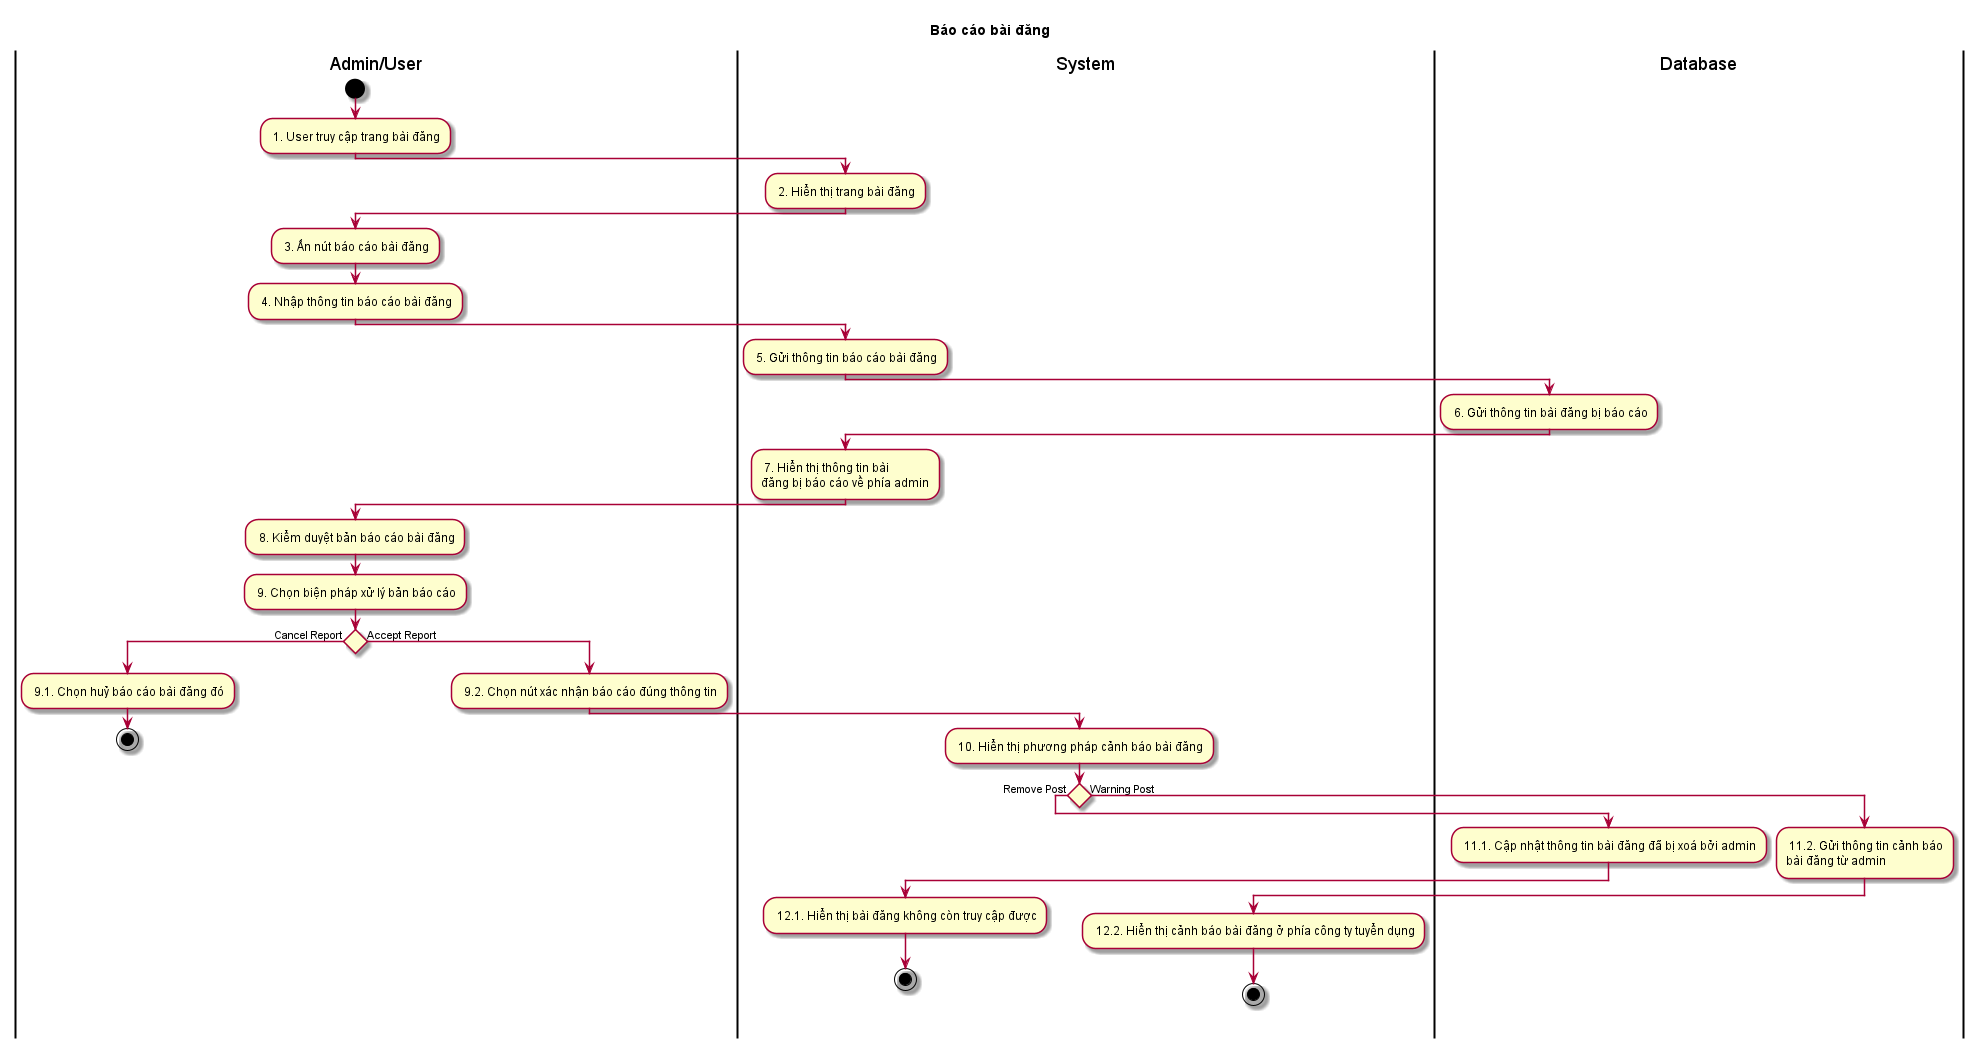 Báo cáo bài đăng
Admin/User
System
Database
1. User truy cập trang bài đăng
2. Hiển thị trang bài đăng
3. Ấn nút báo cáo bài đăng
4. Nhập thông tin báo cáo bài đăng
5. Gửi thông tin báo cáo bài đăng
6. Gửi thông tin bài đăng bị báo cáo
7. Hiển thị thông tin bài
đăng bị báo cáo về phía admin
8. Kiểm duyệt bản báo cáo bài đăng
9. Chọn biện pháp xử lý bản báo cáo
Cancel Report
Accept Report
9.1. Chọn huỷ báo cáo bài đăng đó
9.2. Chọn nút xác nhận báo cáo đúng thông tin
10. Hiển thị phương pháp cảnh báo bài đăng
Remove Post
Warning Post
11.1. Cập nhật thông tin bài đăng đã bị xoá bởi admin
11.2. Gửi thông tin cảnh báo
bài đăng từ admin
12.1. Hiển thị bài đăng không còn truy cập được
12.2. Hiển thị cảnh báo bài đăng ở phía công ty tuyển dụng